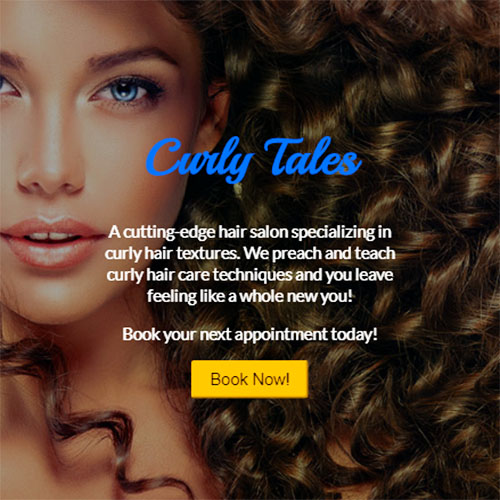 Curly Tales
A cutting-edge hair salon specializing in
curly hair textures. We preach and teach
curly hair care techniques and you leave
feeling like a whole new you!
Book your next appointment today!
Book Now!